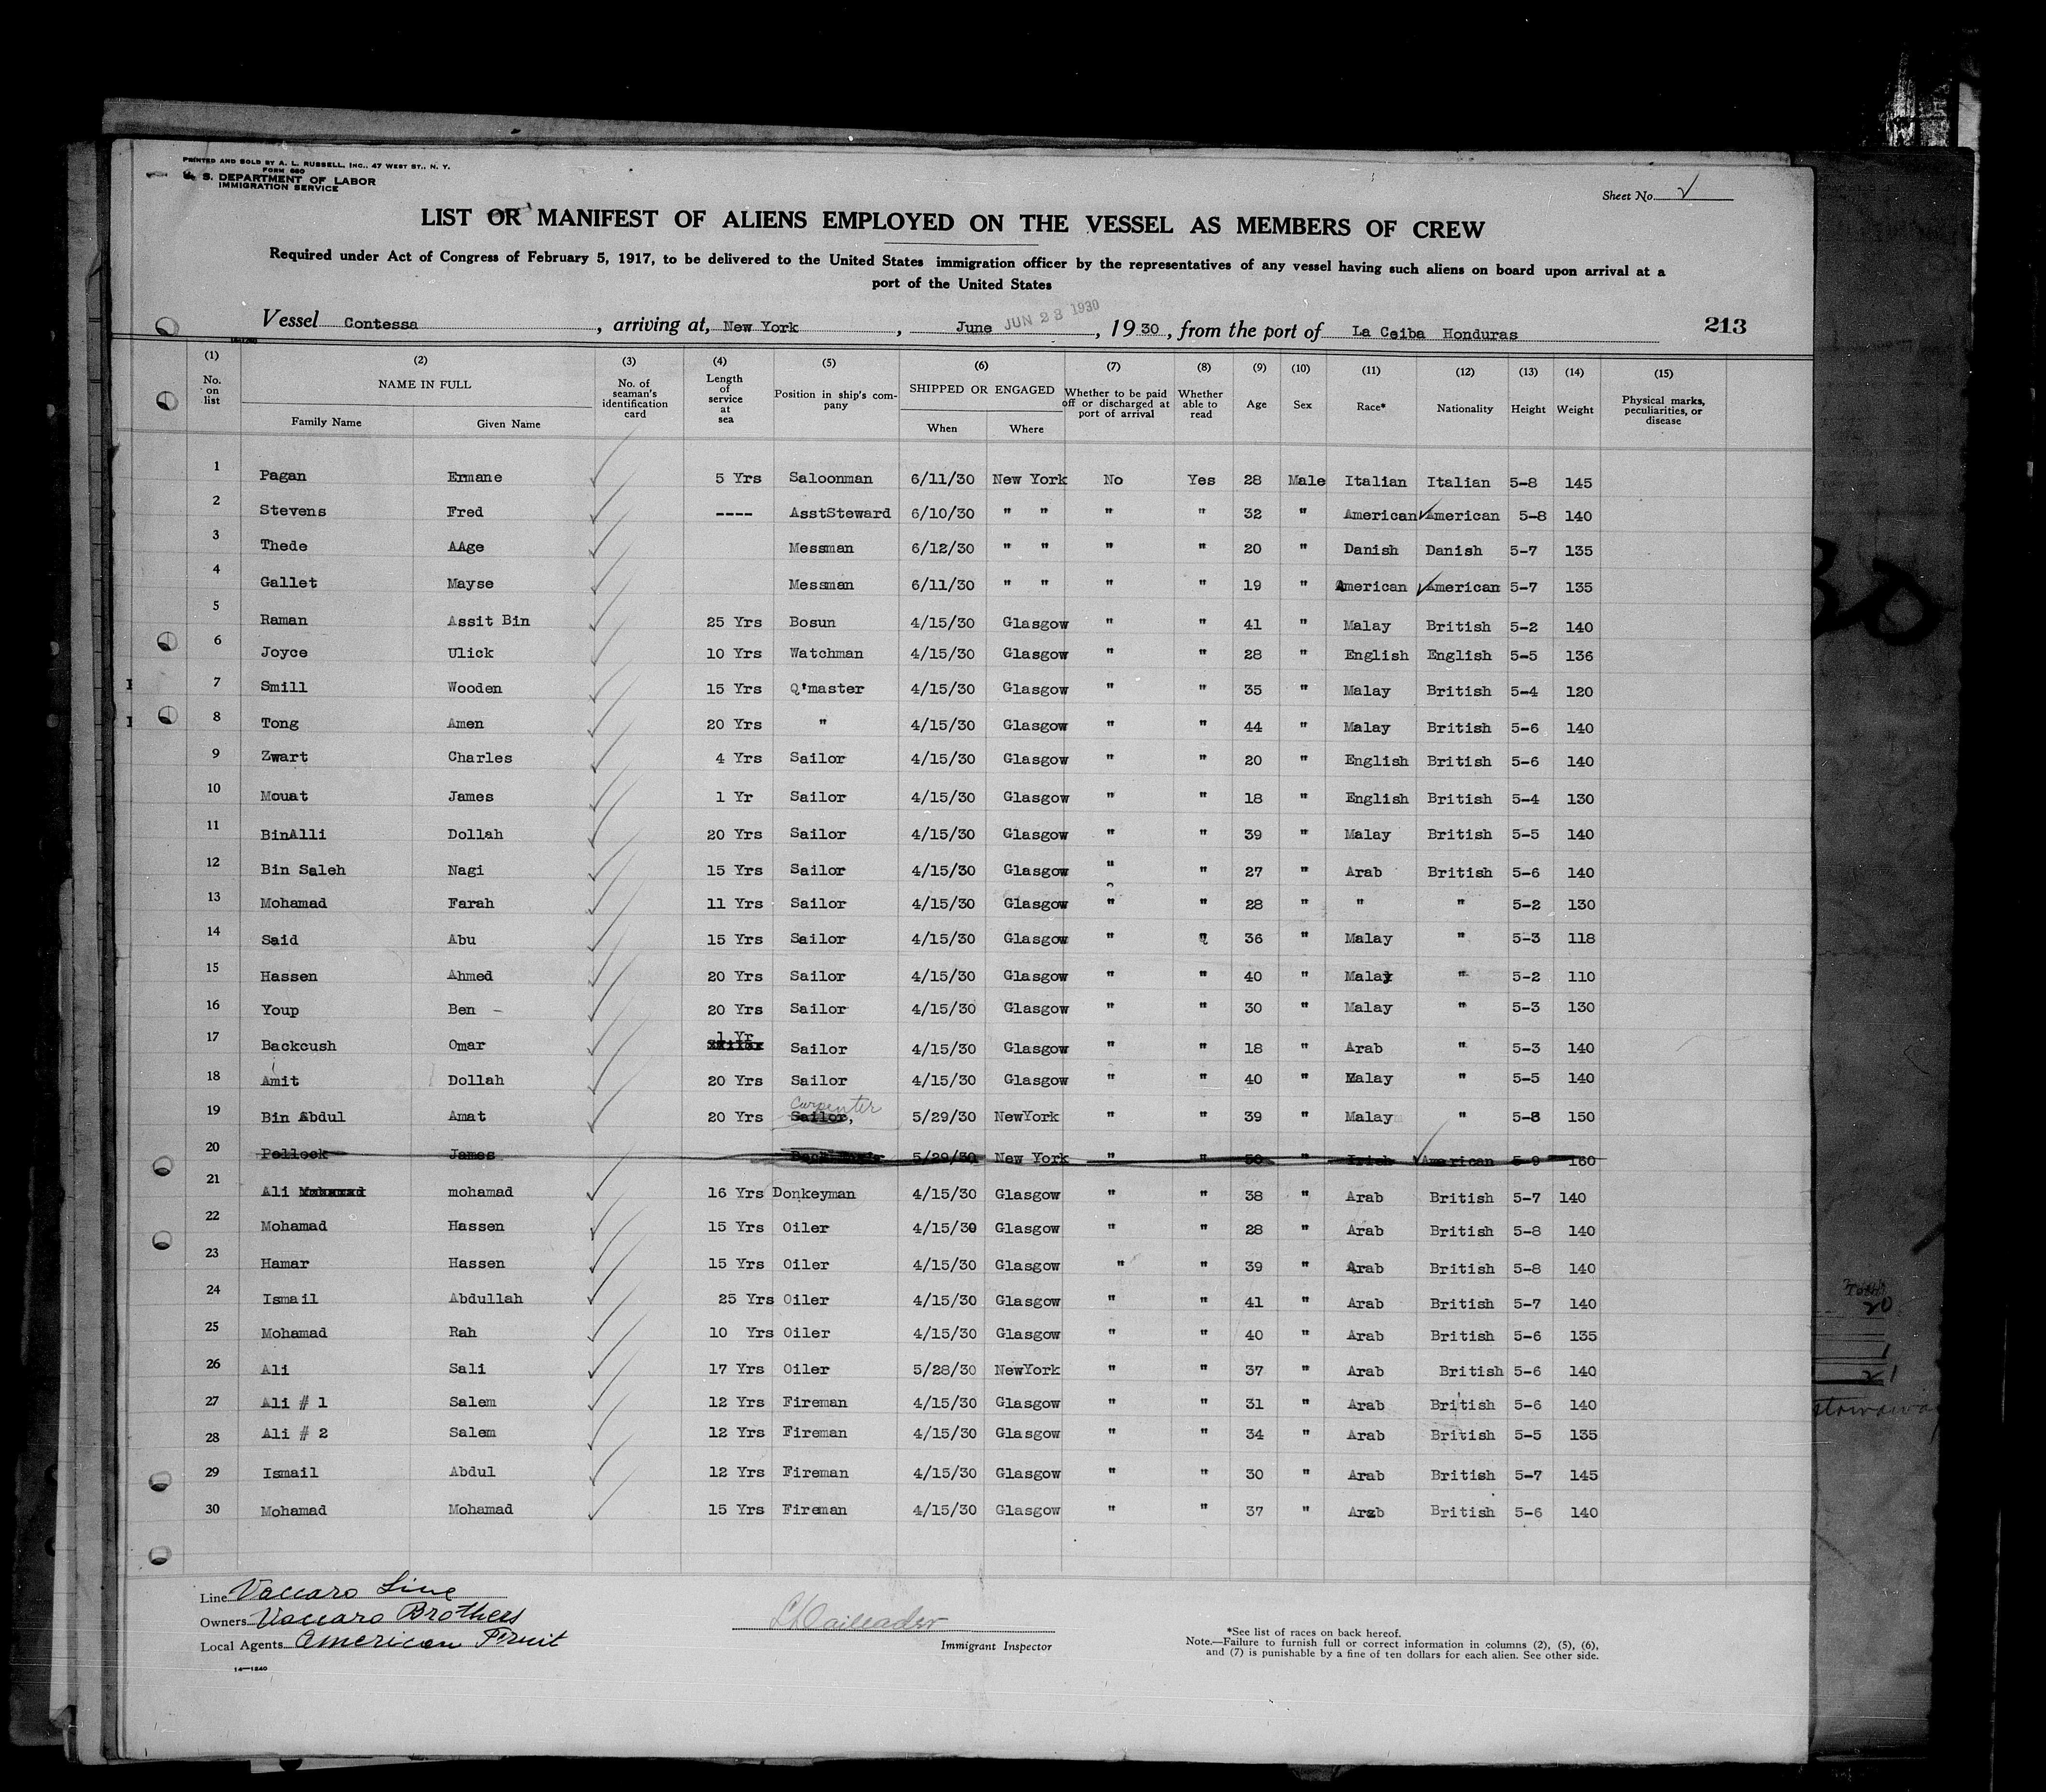 PRINTED AND SOLD BY A. L. RUSSELL, INC., 47 WEST ST., N. Y.
FORM 680
U. S. DEPARTMENT OF LABOR
IMMIGRATION SERVICE
Sheet No.
LIST OR MANIFEST OF ALIENS EMPLOYED ON THE VESSEL AS MEMBERS OF CREW
Required under Act of Congress of February 5, 1917, to be delivered to the United States immigration officer by the representatives of any vessel having such aliens on board upon arrival at a
port of the United States
Vessel Contessa, arriving at, New York, June JUN 23 1930, 1930, from the port of La Ceiba Honduras 213
(1) (2) (3) (4) (5) (6) (7) (8) (9) (10) (11) (12) (13) (14) (15)
No. on list NAME IN FULL Family Name Given Name No. of seaman's identification card Length of service at sea Position in ship's company SHIPPED OR ENGAGED When Where Whether to be paid off or discharged at port of arrival Whether able to read Age Sex Race* Nationality Height Weight Physical marks, peculiarities, or disease
1 Pagan Ermane 5 Yrs Saloonman 6/11/30 New York No Yes 28 Male Italian Italian 5-8 145
2 Stevens Fred ---- AsstSteward 6/10/30 " " " " 32 " American American 5-8 140
3 Thede AAge Messman 6/12/30 " " " " 20 " Danish Danish 5-7 135
4 Gallet Mayse Messman 6/11/30 " " " " 19 " American American 5-7 135
5 Raman Assit Bin 25 Yrs Bosun 4/15/30 Glasgow " " 41 " Malay British 5-2 140
6 Joyce Ulick 10 Yrs Watchman 4/15/30 Glasgow " " 28 " English English 5-5 136
7 Smill Wooden 15 Yrs Q'master 4/15/30 Glasgow " " 35 " Malay British 5-4 120
8 Tong Amen 20 Yrs " 4/15/30 Glasgow " " 44 " Malay British 5-6 140
9 Zwart Charles 4 Yrs Sailor 4/15/30 Glasgow " " 20 " English British 5-6 140
10 Mouat James 1 Yr Sailor 4/15/30 Glasgow " " 18 " English British 5-4 130
11 BinAlli Dollah 20 Yrs Sailor 4/15/30 Glasgow " " 39 " Malay British 5-5 140
12 Bin Saleh Nagi 15 Yrs Sailor 4/15/30 Glasgow " " 27 " Arab British 5-6 140
13 Mohamad Farah 11 Yrs Sailor 4/15/30 Glasgow " " 28 " " " 5-2 130
14 Said Abu 15 Yrs Sailor 4/15/30 Glasgow " " 36 " Malay " 5-3 118
15 Hassen Ahmed 20 Yrs Sailor 4/15/30 Glasgow " " 40 " Malay " 5-2 110
16 Youp Ben - 20 Yrs Sailor 4/15/30 Glasgow " " 30 " Malay " 5-3 130
17 Backcush Omar 1 Yr Sailor 4/15/30 Glasgow " " 18 " Arab " 5-3 140
18 Amit Dollah 20 Yrs Sailor 4/15/30 Glasgow " " 40 " Malay " 5-5 140
19 Bin Abdul Amat 20 Yrs Sailor, Carpenter 5/29/30 NewYork " " 39 " Malay " 5-8 150
20 Pollock James 5/29/30 New York " " " Irish American 5-9 160
21 Ali Mohamad mohamad 16 Yrs Donkeyman 4/15/30 Glasgow " " 38 " Arab British 5-7 140
22 Mohamad Hassen 15 Yrs Oiler 4/15/30 Glasgow " " 28 " Arab British 5-8 140
23 Hamar Hassen 15 Yrs Oiler 4/15/30 Glasgow " " 39 " Arab British 5-8 140
24 Ismail Abdullah 25 Yrs Oiler 4/15/30 Glasgow " " 41 " Arab British 5-7 140
25 Mohamad Rah 10 Yrs Oiler 4/15/30 Glasgow " " 40 " Arab British 5-6 135
26 Ali Sali 17 Yrs Oiler 5/28/30 NewYork " " 37 " Arab British 5-6 140
27 Ali # 1 Salem 12 Yrs Fireman 4/15/30 Glasgow " " 31 " Arab British 5-6 140
28 Ali # 2 Salem 12 Yrs Fireman 4/15/30 Glasgow " " 34 " Arab British 5-5 135
29 Ismail Abdul 12 Yrs Fireman 4/15/30 Glasgow " " 30 " Arab British 5-7 145
30 Mohamad Mohamad 15 Yrs Fireman 4/15/30 Glasgow " " 37 " Arab British 5-6 140
Line Vaccaro Line
Owners Vaccaro Brothers
Local Agents American Fruit
Immigrant Inspector
*See list of races on back hereof.
Note.—Failure to furnish full or correct information in columns (2), (5), (6),
and (7) is punishable by a fine of ten dollars for each alien. See other side.
14—1240
Total
20
1
21